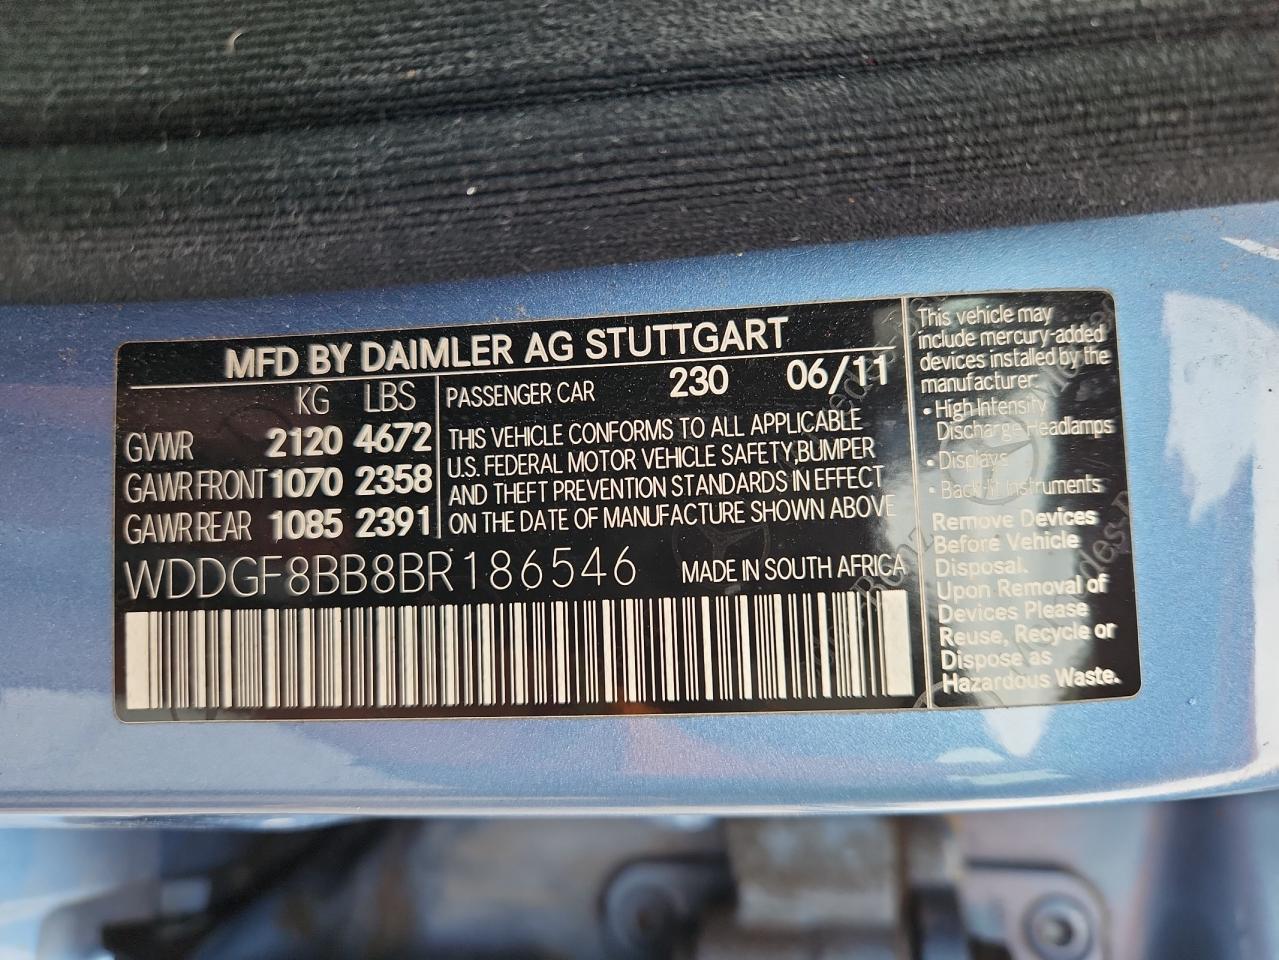 MFD BY DAIMLER AG STUTTGART
KG LBS
GVWR 2120 4672
GAWR FRONT 1070 2358
GAWR REAR 1085 2391
PASSENGER CAR 230 06/11
THIS VEHICLE CONFORMS TO ALL APPLICABLE
U.S. FEDERAL MOTOR VEHICLE SAFETY,BUMPER
AND THEFT PREVENTION STANDARDS IN EFFECT
ON THE DATE OF MANUFACTURE SHOWN ABOVE
WDDGF8BB8BR186546 MADE IN SOUTH AFRICA
This vehicle may
include mercury-added
devices installed by the
manufacturer:
• High Intensity
Discharge Headlamps
• Displays
• Back-lit Instruments
Remove Devices
Before Vehicle
Disposal.
Upon Removal of
Devices Please
Reuse, Recycle or
Dispose as
Hazardous Waste.